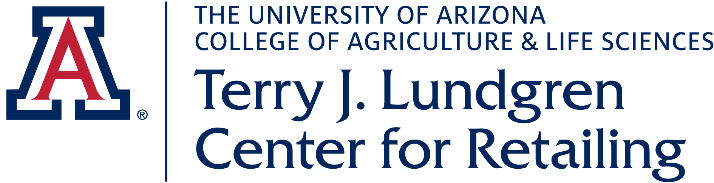 A®
THE UNIVERSITY OF ARIZONA
COLLEGE OF AGRICULTURE & LIFE SCIENCES
Terry J. Lundgren
Center for Retailing